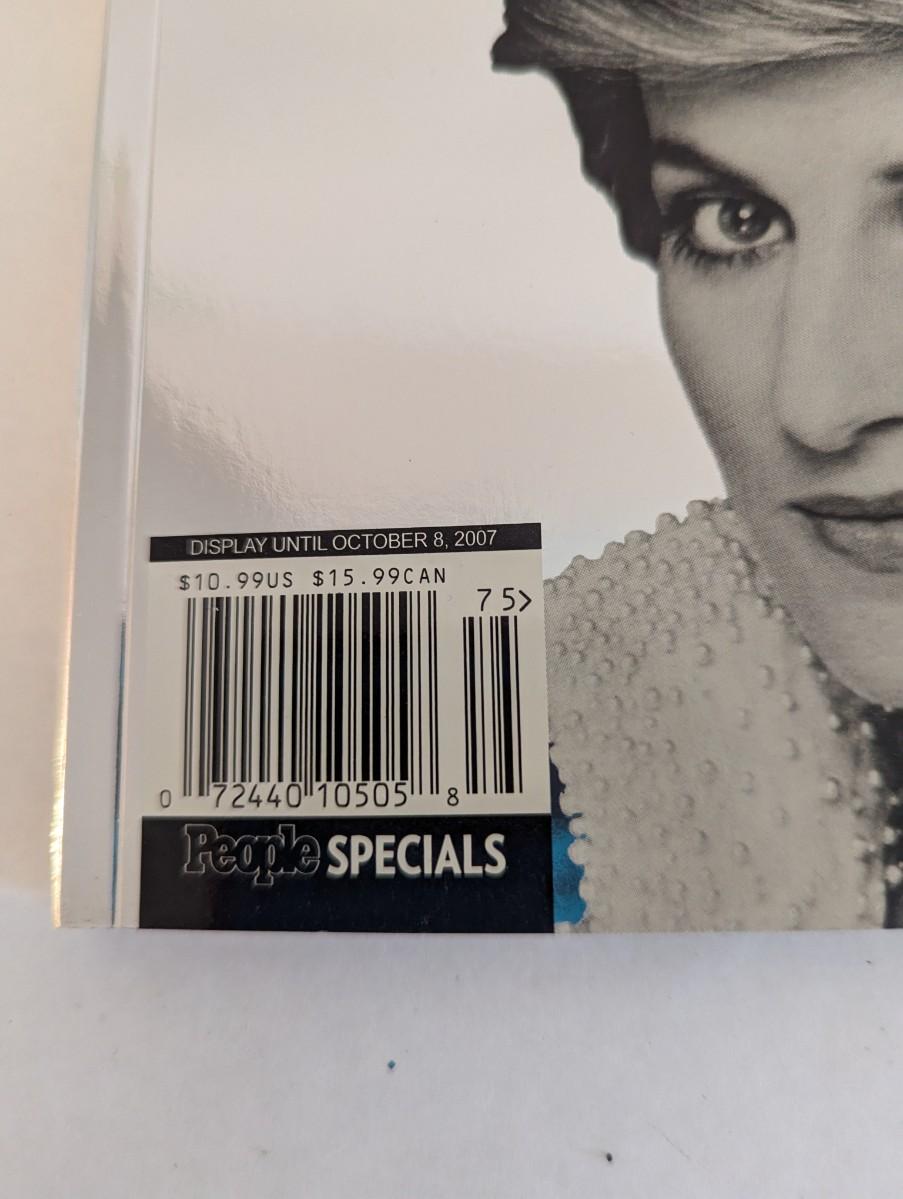 DISPLAY UNTIL OCTOBER 8, 2007
$10.99US $15.99CAN
75>
0 72440 10505 8
People SPECIALS